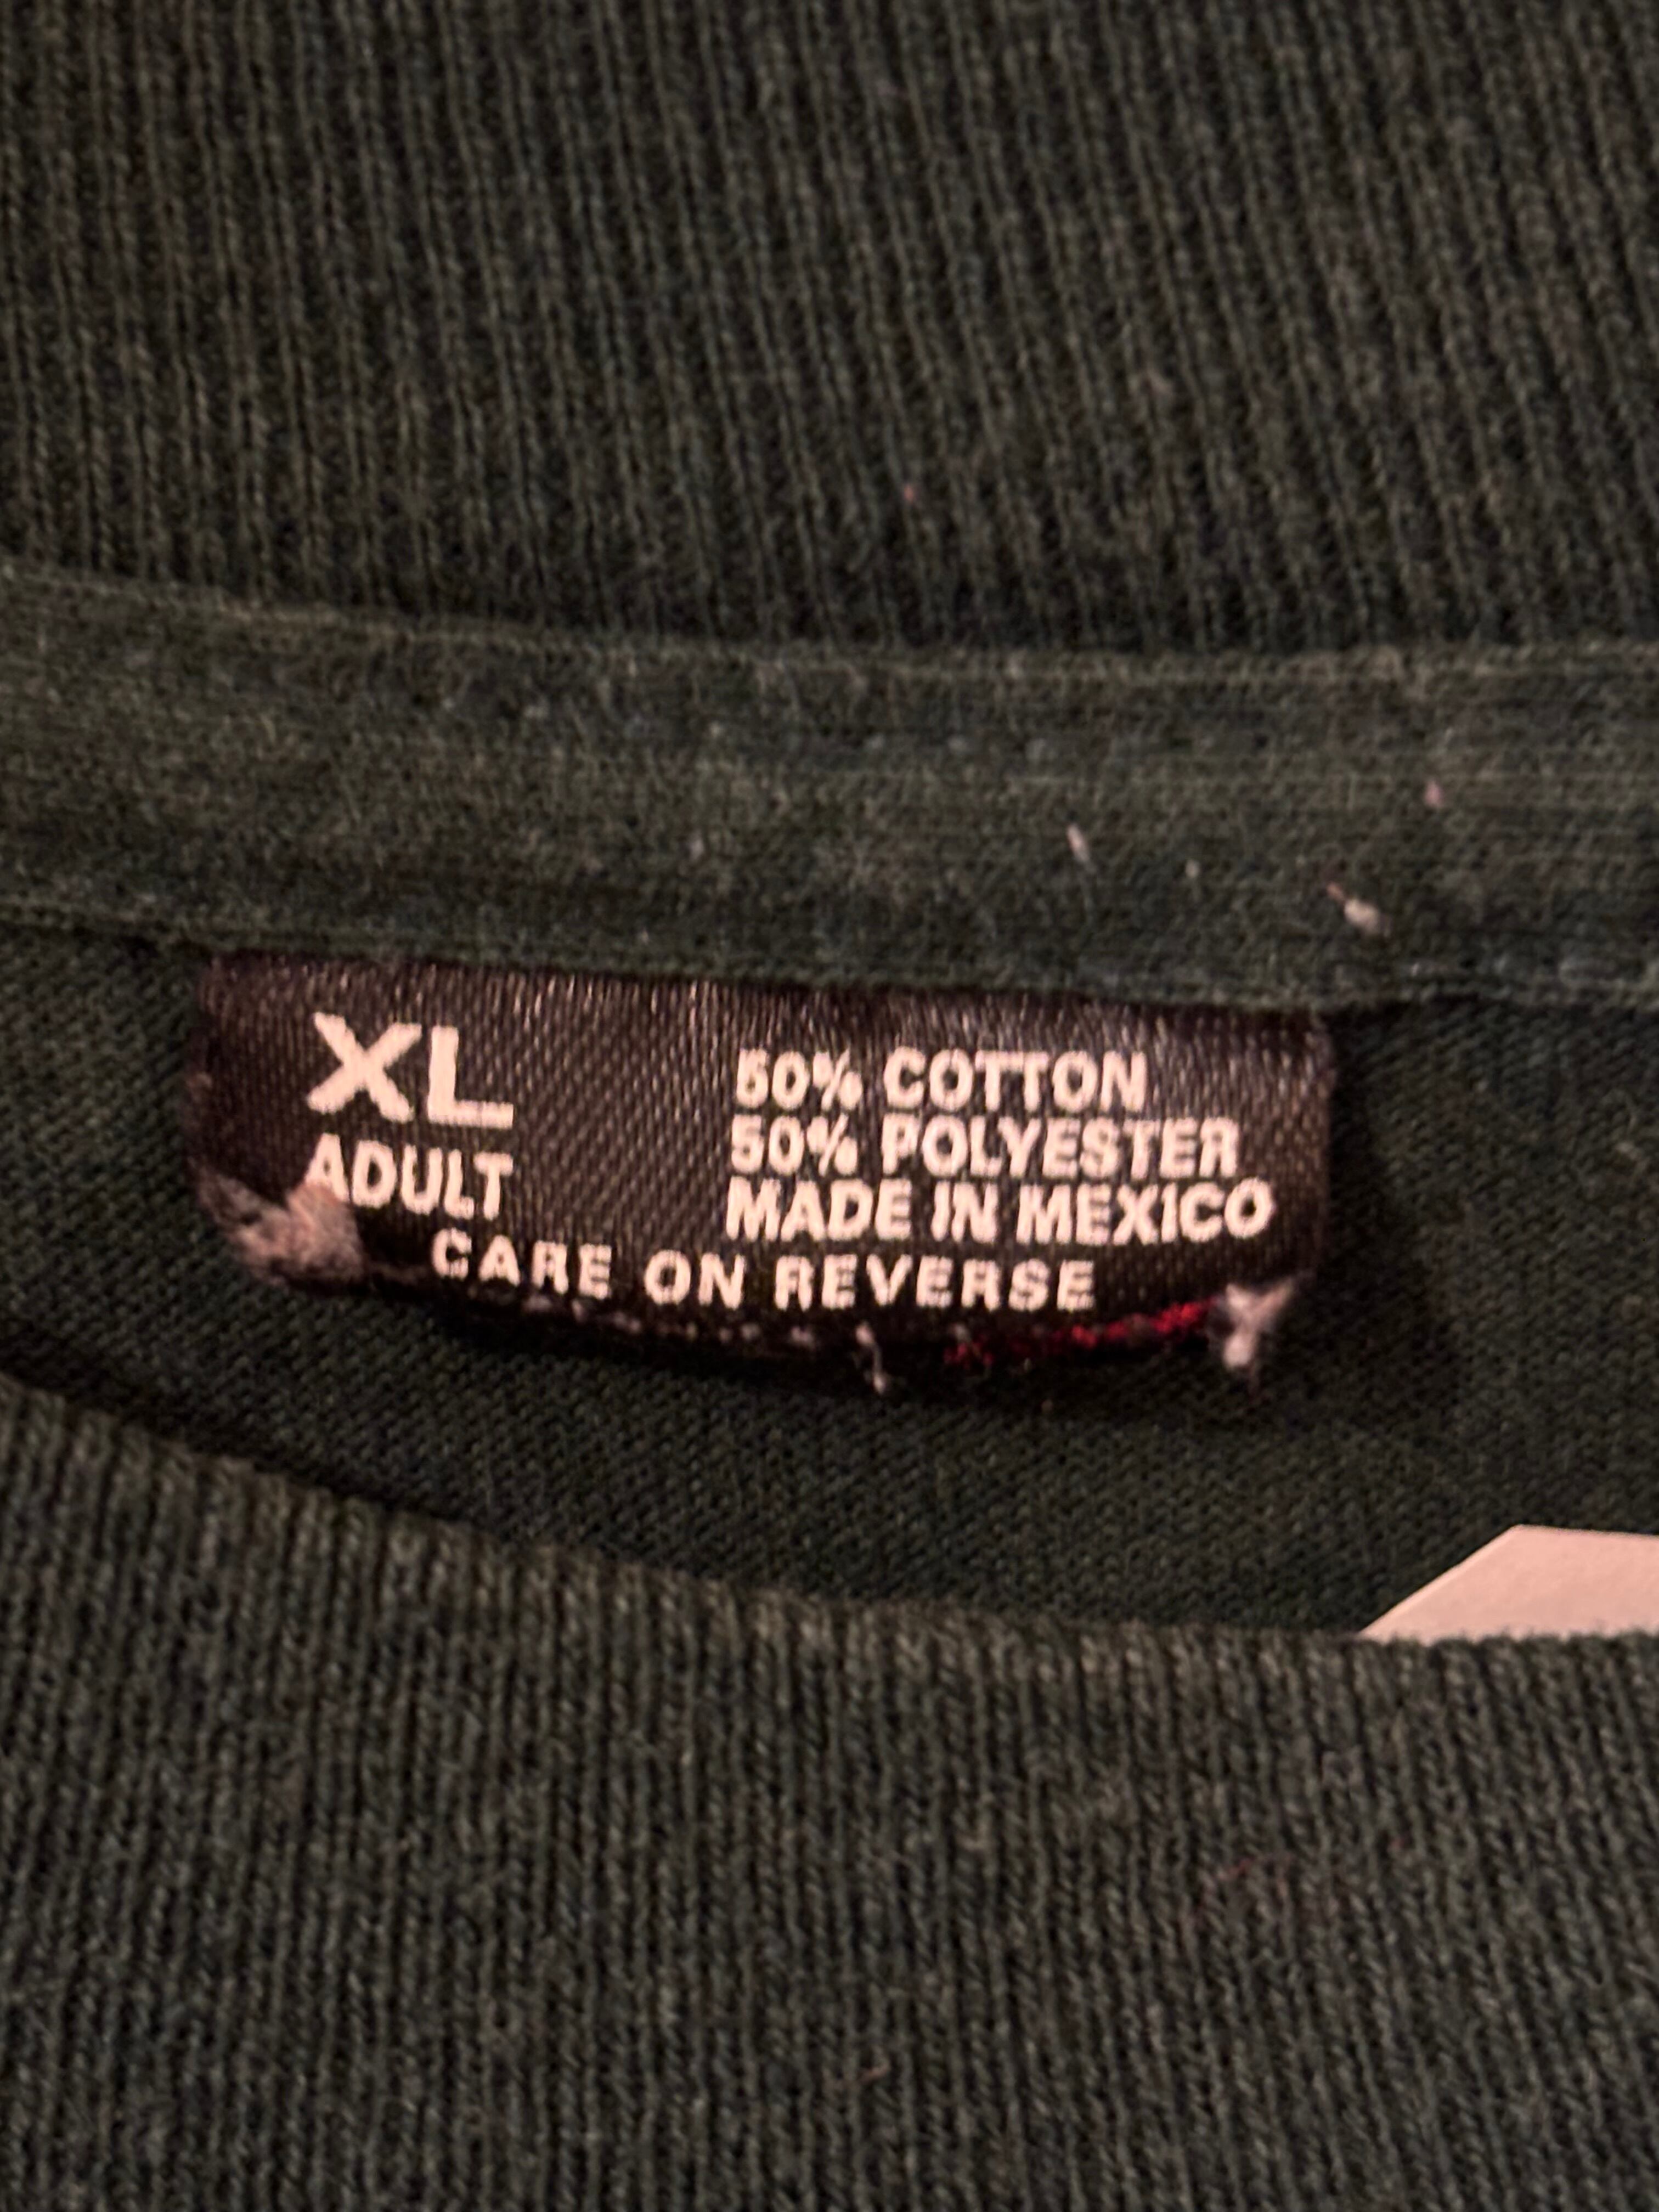 XL
ADULT
50% COTTON
50% POLYESTER
MADE IN MEXICO
CARE ON REVERSE